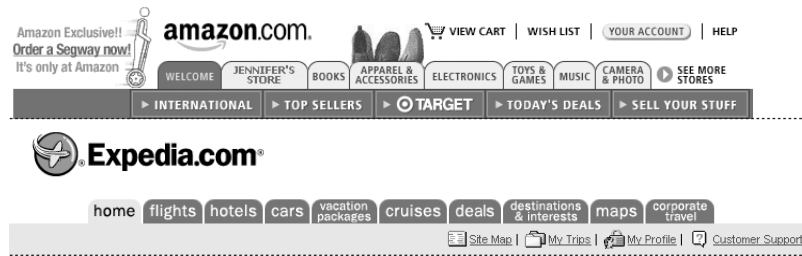 Amazon Exclusive!!
Order a Segway now!
It's only at Amazon
amazon.com.
VIEW CART | WISH LIST | YOUR ACCOUNT | HELP
WELCOME
JENNIFER'S
STORE
BOOKS
APPAREL &
ACCESSORIES
ELECTRONICS
TOYS &
GAMES
MUSIC
CAMERA
& PHOTO
SEE MORE
STORES
INTERNATIONAL
TOP SELLERS
TARGET
TODAY'S DEALS
SELL YOUR STUFF
Expedia.com®
home
flights
hotels
cars
vacation
packages
cruises
deals
destinations
& interests
maps
corporate
travel
Site Map | My Trips | My Profile | Customer Support